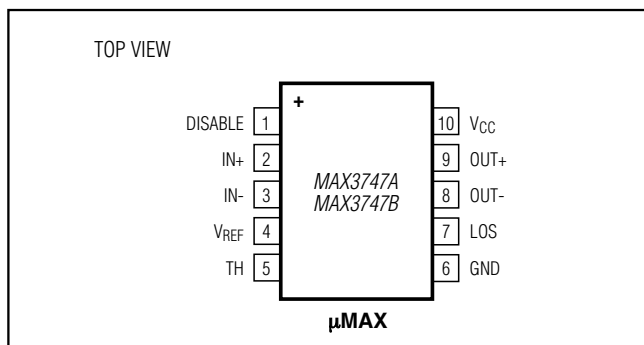 TOP VIEW
+
DISABLE 1
IN+ 2
IN- 3
VREF 4
TH 5
MAX3747A
MAX3747B
10 VCC
9 OUT+
8 OUT-
7 LOS
6 GND
μMAX